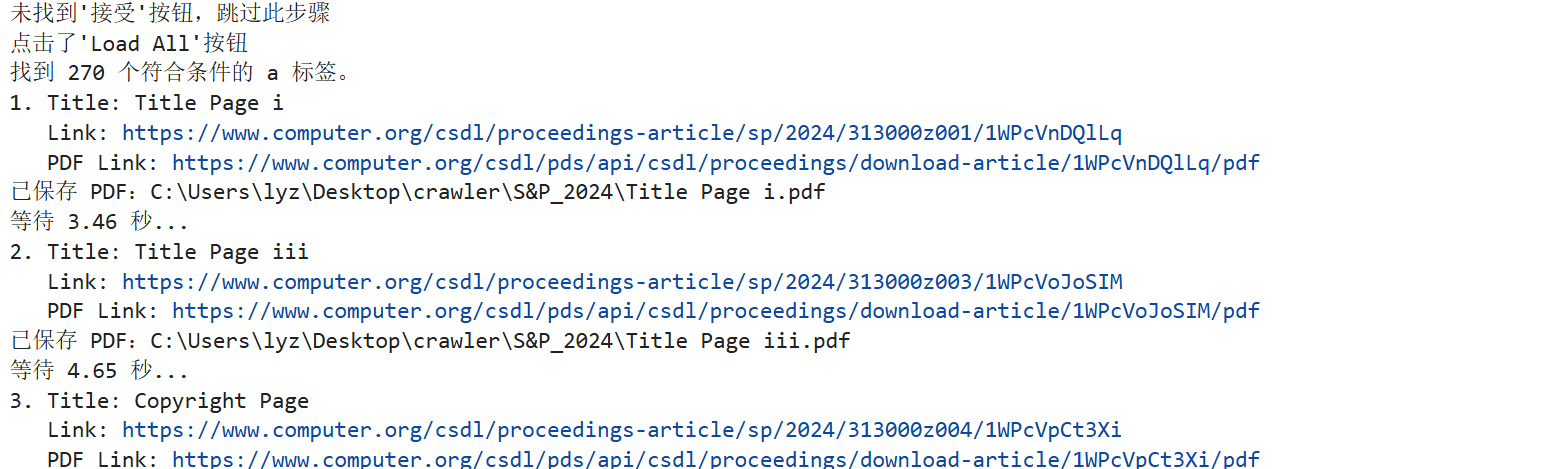 未找到'接受'按钮，跳过此步骤
点击了'Load All'按钮
找到 270 个符合条件的 a 标签。
1. Title: Title Page i
Link: https://www.computer.org/csdl/proceedings-article/sp/2024/313000z001/1WPcVnDQlLq
PDF Link: https://www.computer.org/csdl/pds/api/csdl/proceedings/download-article/1WPcVnDQlLq/pdf
已保存 PDF：C:\Users\lyz\Desktop\crawler\S&P_2024\Title Page i.pdf
等待 3.46 秒...
2. Title: Title Page iii
Link: https://www.computer.org/csdl/proceedings-article/sp/2024/313000z003/1WPcVoJoSIM
PDF Link: https://www.computer.org/csdl/pds/api/csdl/proceedings/download-article/1WPcVoJoSIM/pdf
已保存 PDF：C:\Users\lyz\Desktop\crawler\S&P_2024\Title Page iii.pdf
等待 4.65 秒...
3. Title: Copyright Page
Link: https://www.computer.org/csdl/proceedings-article/sp/2024/313000z004/1WPcVpCt3Xi
PDF Link: https://www.computer.org/csdl/pds/api/csdl/proceedings/download-article/1WPcVpCt3Xi/pdf